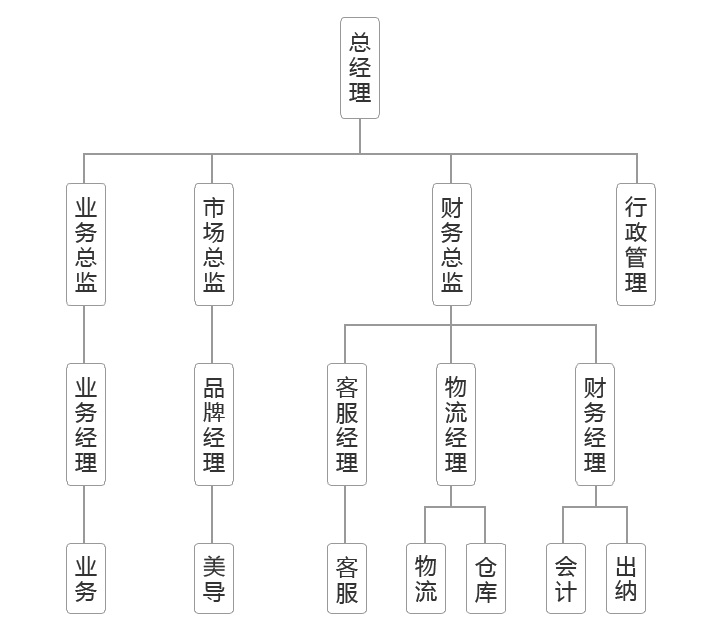 总经理
业务总监
市场总监
财务总监
行政管理
业务经理
品牌经理
客服经理
物流经理
财务经理
业务
美导
客服
物流
仓库
会计
出纳